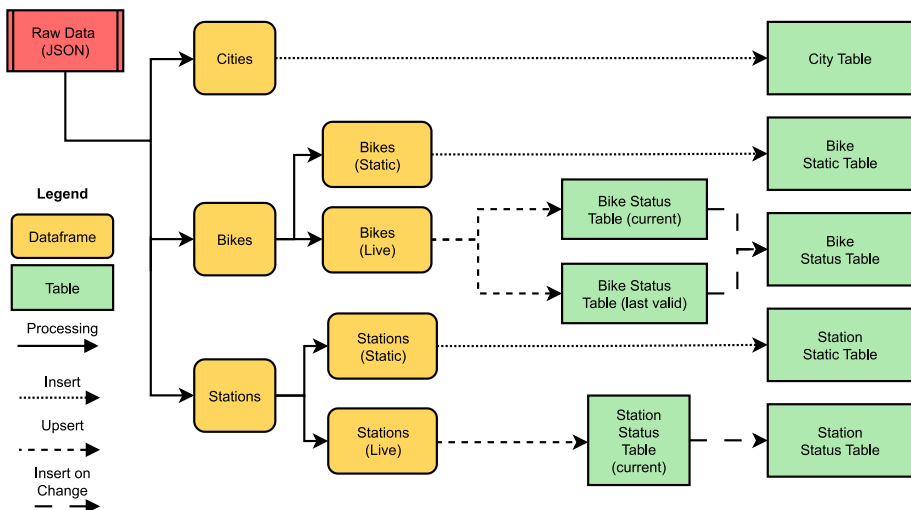 Raw Data
(JSON)
Cities
City Table
Bikes
(Static)
Bike
Static Table
Legend
Dataframe
Table
Processing
Insert
Upsert
Insert on
Change
Bikes
Bikes
(Live)
Bike Status
Table (current)
Bike Status
Table (last valid)
Bike
Status Table
Stations
Stations
(Static)
Station
Static Table
Stations
(Live)
Station
Status
Table
(current)
Station
Status Table